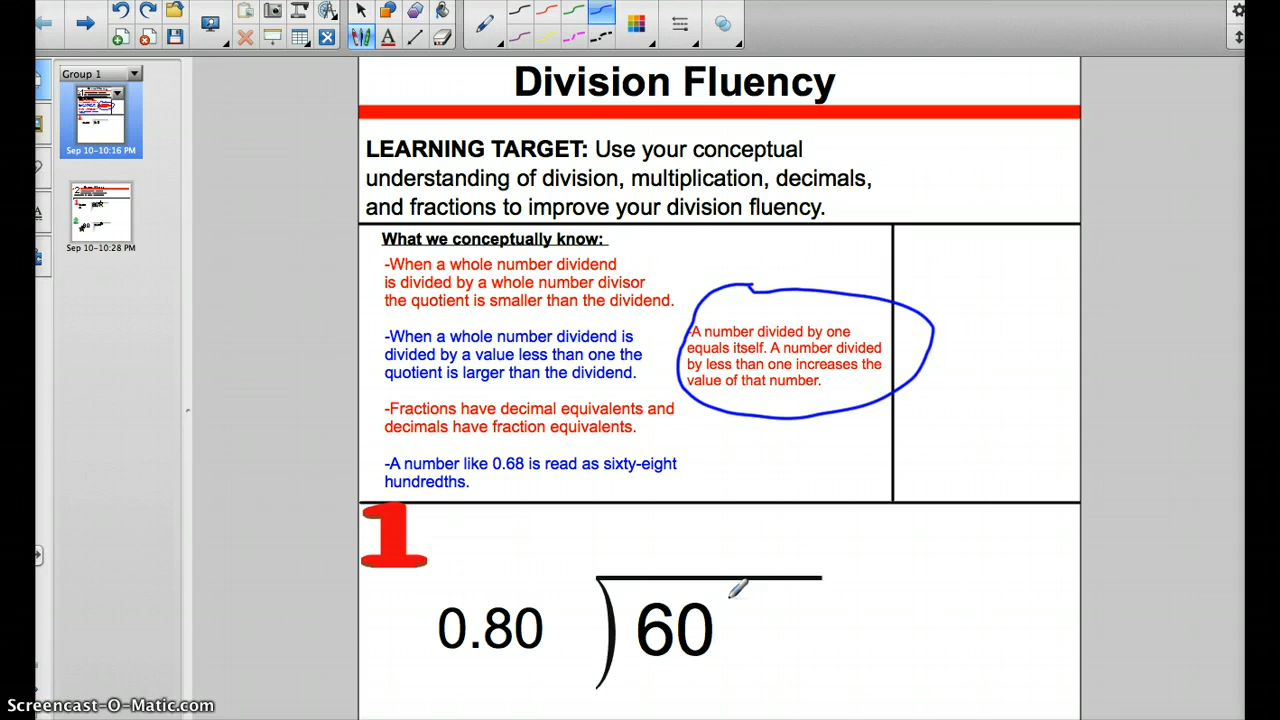 Group 1
Sep 10-10:16 PM
Sep 10-10:28 PM
Division Fluency
LEARNING TARGET: Use your conceptual
understanding of division, multiplication, decimals,
and fractions to improve your division fluency.
What we conceptually know:
-When a whole number dividend
is divided by a whole number divisor
the quotient is smaller than the dividend.
-When a whole number dividend is
divided by a value less than one the
quotient is larger than the dividend.
-Fractions have decimal equivalents and
decimals have fraction equivalents.
-A number like 0.68 is read as sixty-eight
hundredths.
-A number divided by one
equals itself. A number divided
by less than one increases the
value of that number.
1
0.80 ) 60
Screencast-O-Matic.com